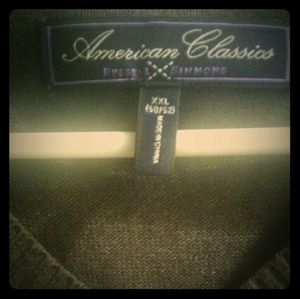 American Classics
RUSSELL SIMMONS
XXL
(50/52)
MADE IN
CHINA